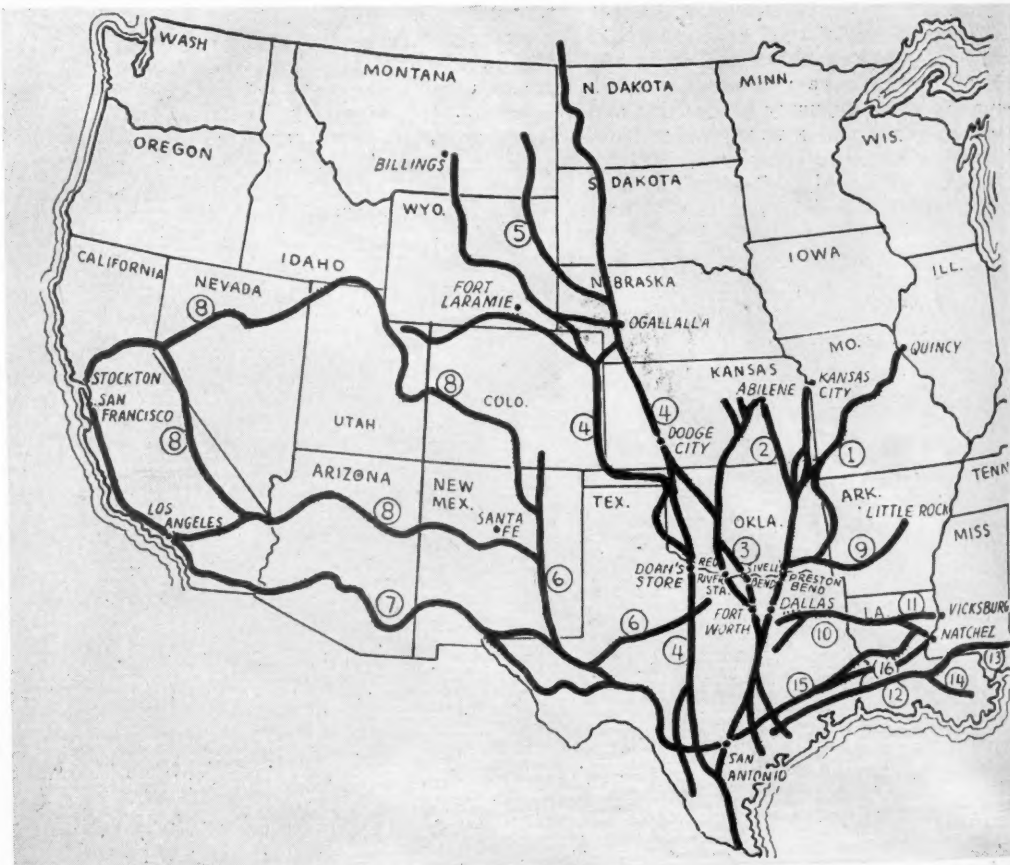 WASH
MONTANA
N. DAKOTA
MINN.
OREGON
BILLINGS
WIS.
S. DAKOTA
WYO.
5
CALIFORNIA
NEVADA
IDAHO
IOWA
ILL.
8
FORT
LARAMIE
NEBRASKA
OGALLALLA
MO.
QUINCY
STOCKTON
SAN
FRANCISCO
8
UTAH
8
COLO.
4
4
KANSAS
ABILENE
KANSAS
CITY
DODGE
CITY
2
1
TENN
ARIZONA
8
NEW
MEX.
SANTA
FE
TEX.
OKLA.
ARK.
LITTLE ROCK
MISS
LOS
ANGELES
3
9
DOAN'S
STORE
RED
RIVER
STA.
SIVELL
BEND
PRESTON
BEND
6
7
6
4
FORT
WORTH
DALLAS
LA.
11
VICKSBURG
10
NATCHEZ
15
16
12
13
14
SAN
ANTONIO